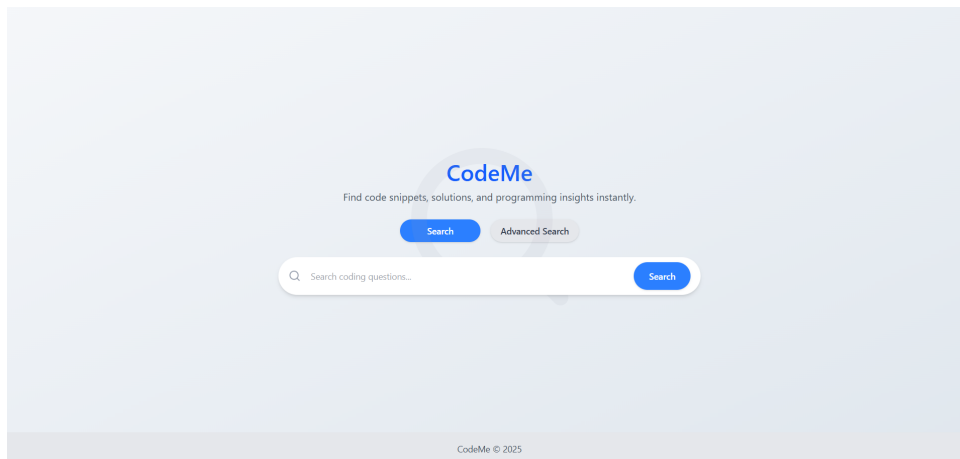 CodeMe
Find code snippets, solutions, and programming insights instantly.
Search Advanced Search
Search coding questions... Search
CodeMe © 2025